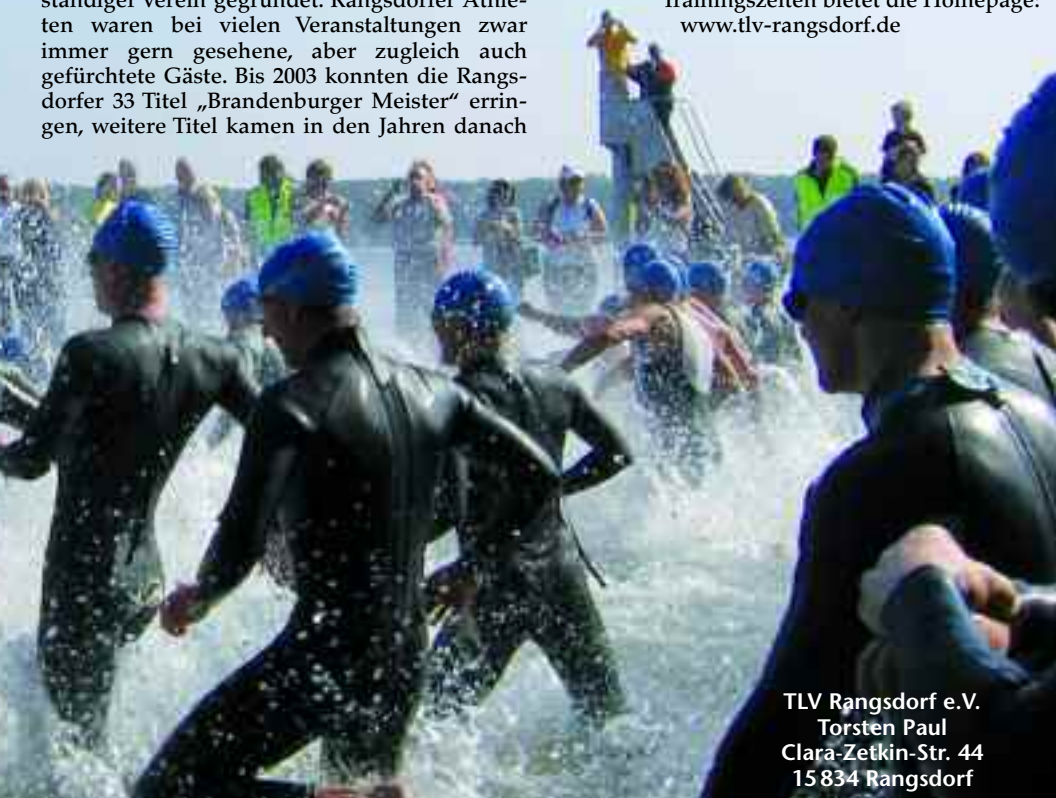 ständiger Verein gegründet. Rangsdorfer Athle-
ten waren bei vielen Veranstaltungen zwar
immer gern gesehene, aber zugleich auch
gefürchtete Gäste. Bis 2003 konnten die Rangs-
dorfer 33 Titel „Brandenburger Meister“ errin-
gen, weitere Titel kamen in den Jahren danach
Trainingszeiten bietet die Homepage:
www.tlv-rangsdorf.de
TLV Rangsdorf e.V.
Torsten Paul
Clara-Zetkin-Str. 44
15 834 Rangsdorf